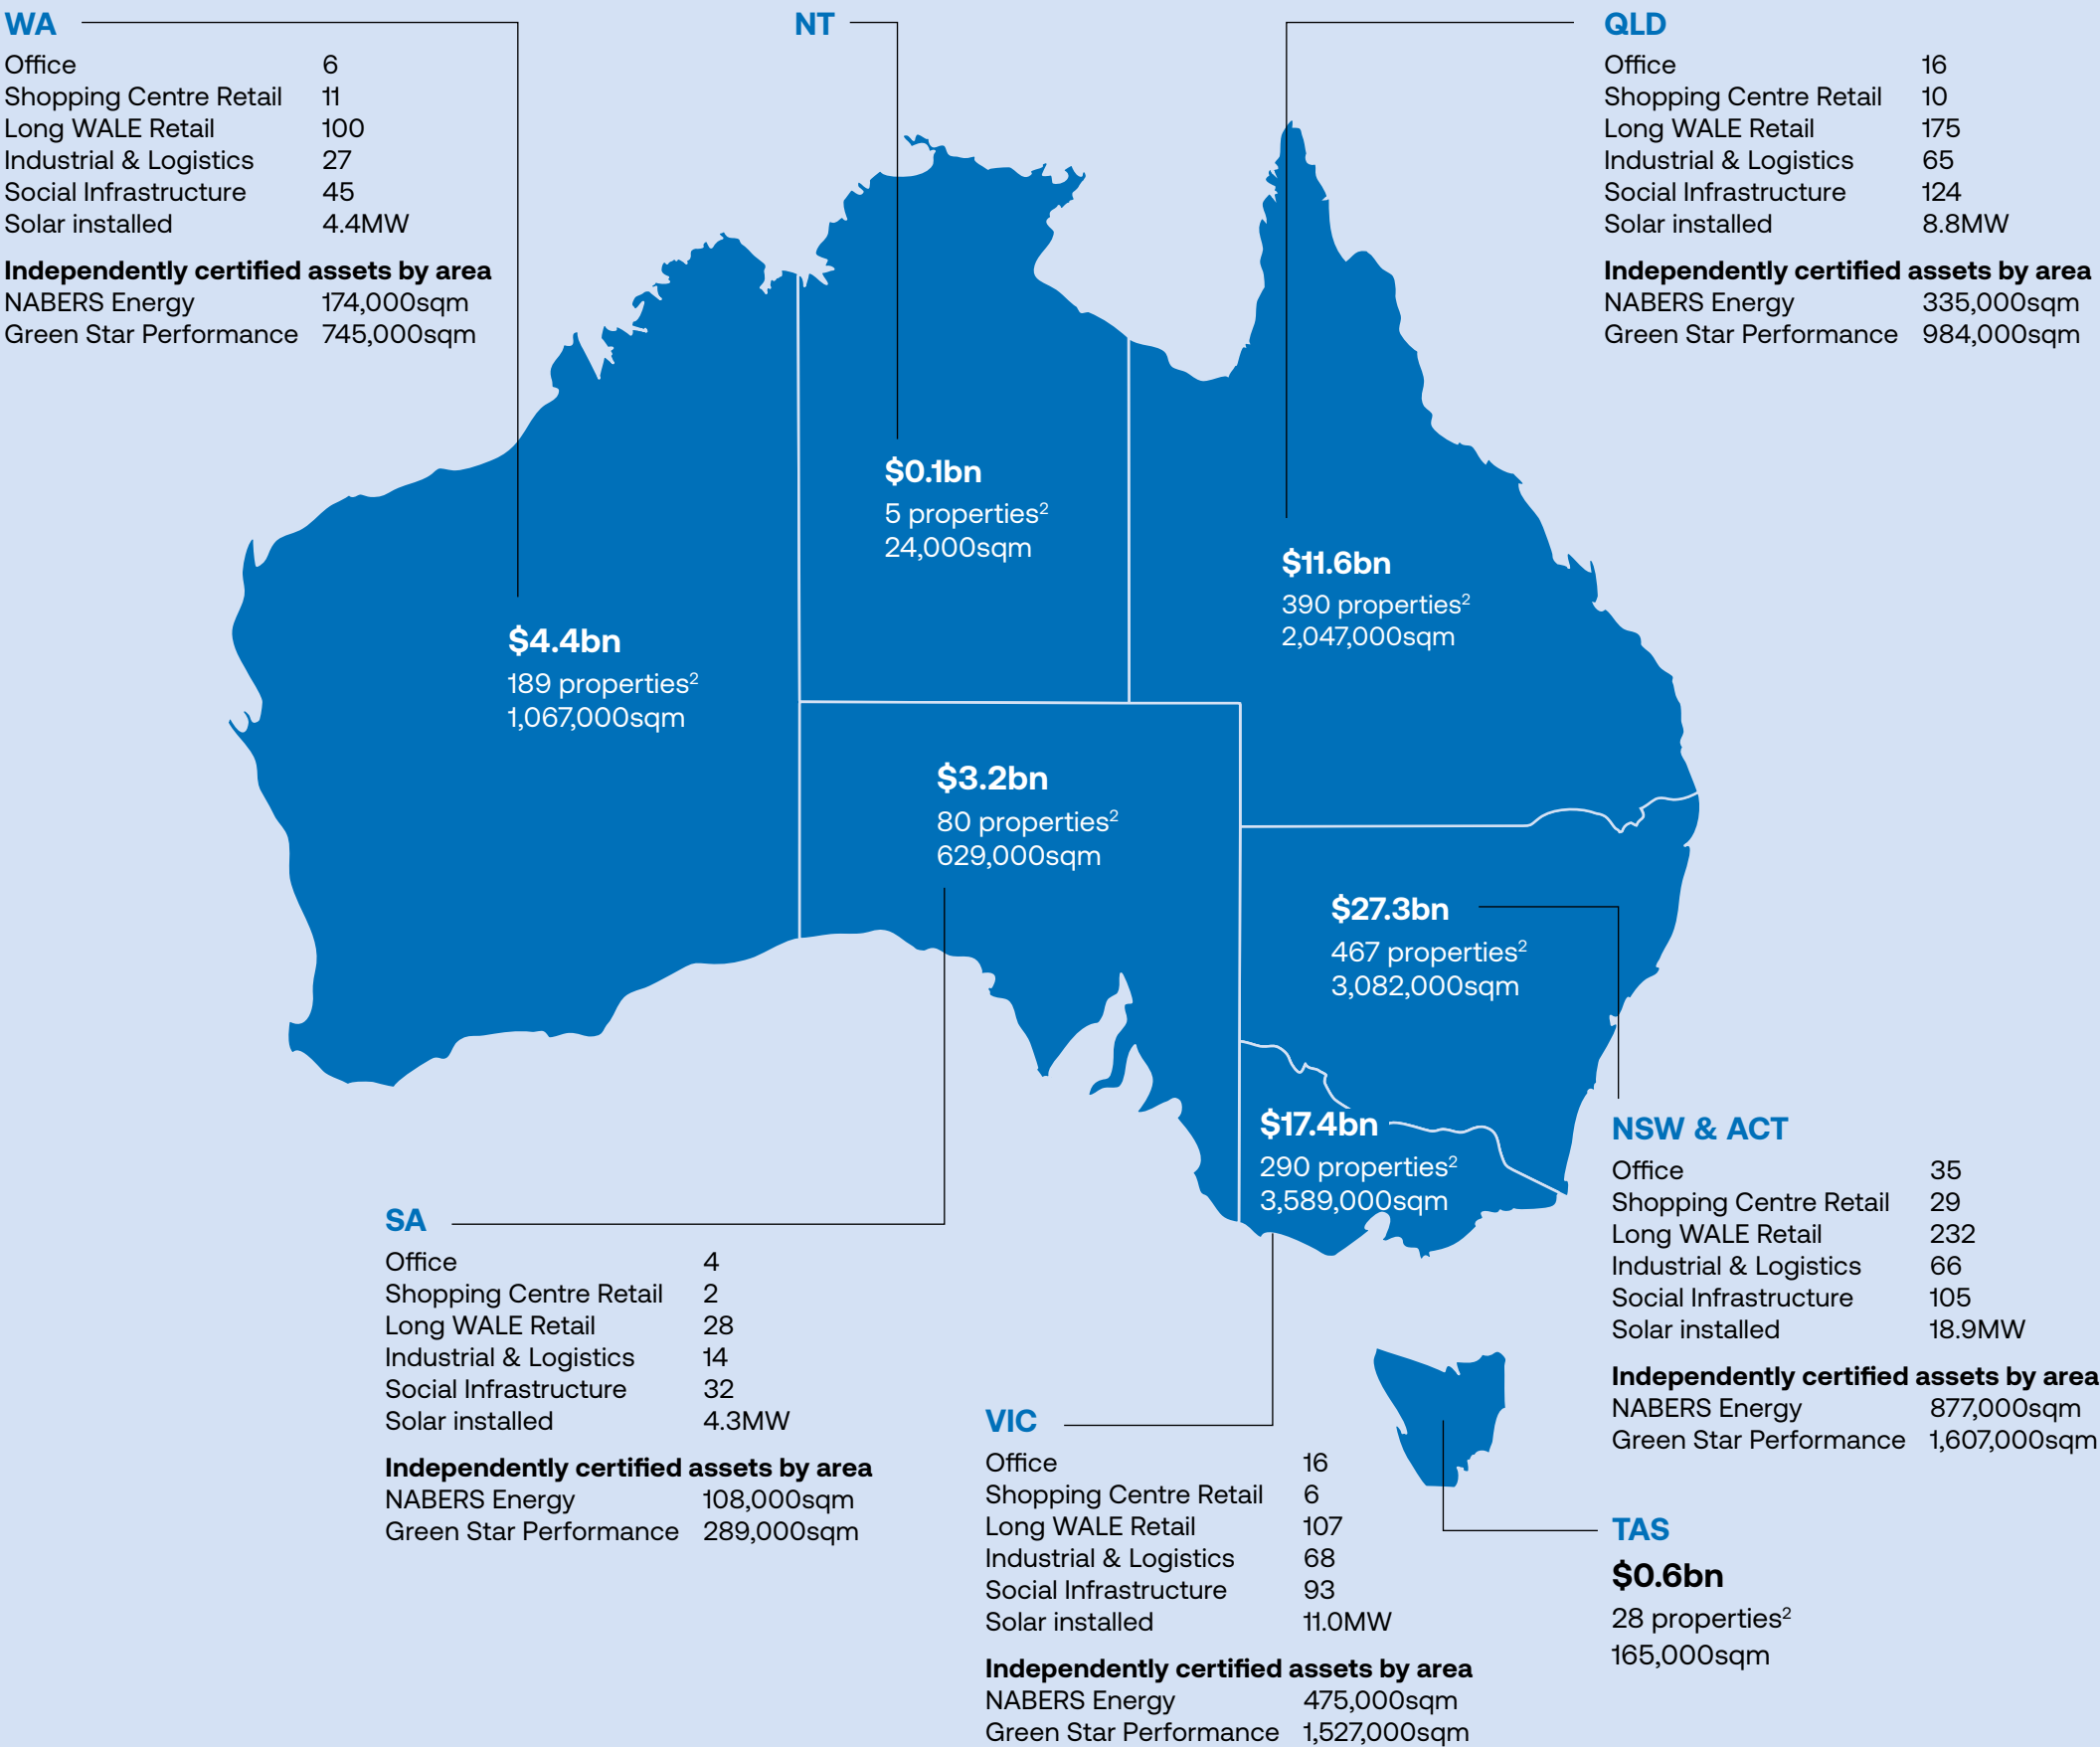 WA
Office 6
Shopping Centre Retail 11
Long WALE Retail 100
Industrial & Logistics 27
Social Infrastructure 45
Solar installed 4.4MW
Independently certified assets by area
NABERS Energy 174,000sqm
Green Star Performance 745,000sqm
$4.4bn
189 properties²
1,067,000sqm
NT
$0.1bn
5 properties²
24,000sqm
QLD
Office 16
Shopping Centre Retail 10
Long WALE Retail 175
Industrial & Logistics 65
Social Infrastructure 124
Solar installed 8.8MW
Independently certified assets by area
NABERS Energy 335,000sqm
Green Star Performance 984,000sqm
$11.6bn
390 properties²
2,047,000sqm
$3.2bn
80 properties²
629,000sqm
SA
Office 4
Shopping Centre Retail 2
Long WALE Retail 28
Industrial & Logistics 14
Social Infrastructure 32
Solar installed 4.3MW
Independently certified assets by area
NABERS Energy 108,000sqm
Green Star Performance 289,000sqm
$27.3bn
467 properties²
3,082,000sqm
NSW & ACT
Office 35
Shopping Centre Retail 29
Long WALE Retail 232
Industrial & Logistics 66
Social Infrastructure 105
Solar installed 18.9MW
Independently certified assets by area
NABERS Energy 877,000sqm
Green Star Performance 1,607,000sqm
$17.4bn
290 properties²
3,589,000sqm
VIC
Office 16
Shopping Centre Retail 6
Long WALE Retail 107
Industrial & Logistics 68
Social Infrastructure 93
Solar installed 11.0MW
Independently certified assets by area
NABERS Energy 475,000sqm
Green Star Performance 1,527,000sqm
TAS
$0.6bn
28 properties²
165,000sqm